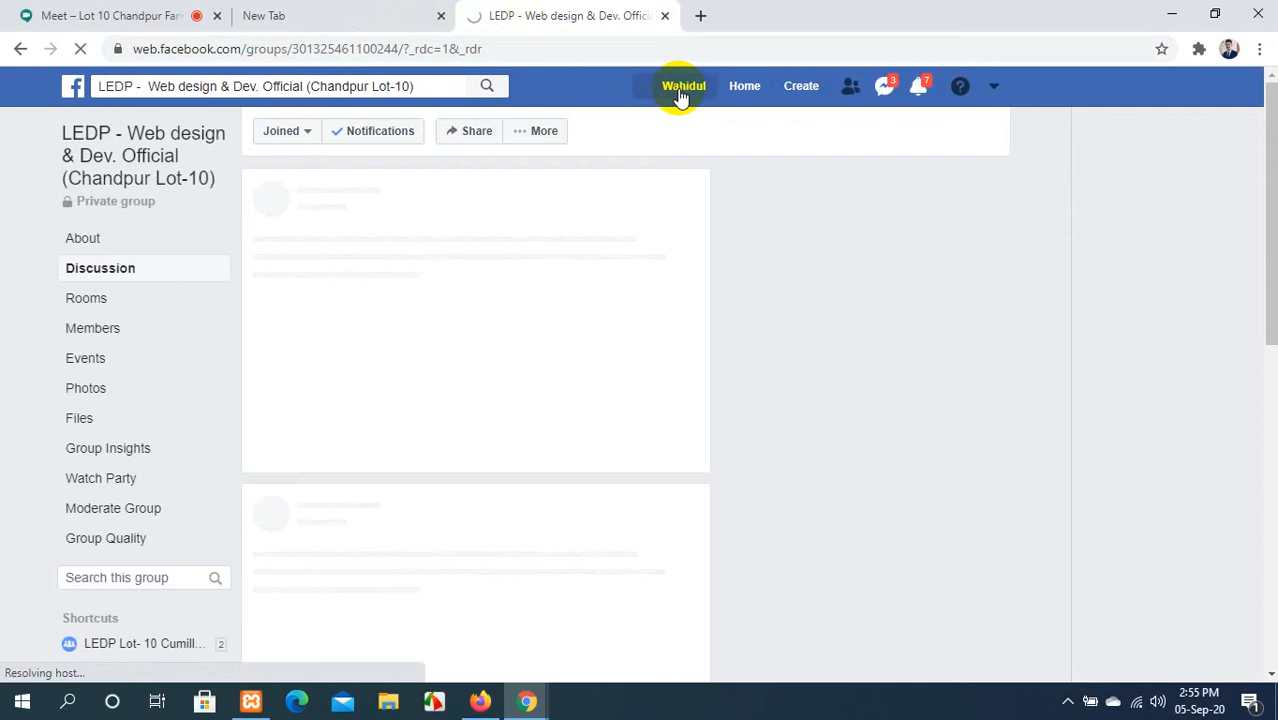 Meet – Lot 10 Chandpur Fari
New Tab
LEDP - Web design & Dev. Offici
web.facebook.com/groups/301325461100244/?_rdc=1&_rdr
LEDP - Web design & Dev. Official (Chandpur Lot-10)
Wahidul
Home
Create
3
7
LEDP - Web design
& Dev. Official
(Chandpur Lot-10)
Private group
Joined
Notifications
Share
More
About
Discussion
Rooms
Members
Events
Photos
Files
Group Insights
Watch Party
Moderate Group
Group Quality
Search this group
Shortcuts
LEDP Lot- 10 Cumill... 2
Resolving host...
2:55 PM
05-Sep-20
1